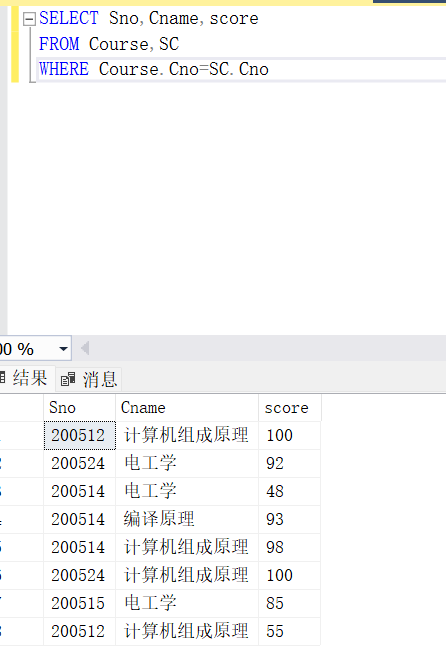 SELECT Sno,Cname,score
FROM Course,SC
WHERE Course.Cno=SC.Cno
00 %
结果 消息
Sno Cname score
200512 计算机组成原理 100
200524 电工学 92
200514 电工学 48
200514 编译原理 93
200514 计算机组成原理 98
200524 计算机组成原理 100
200515 电工学 85
200512 计算机组成原理 55